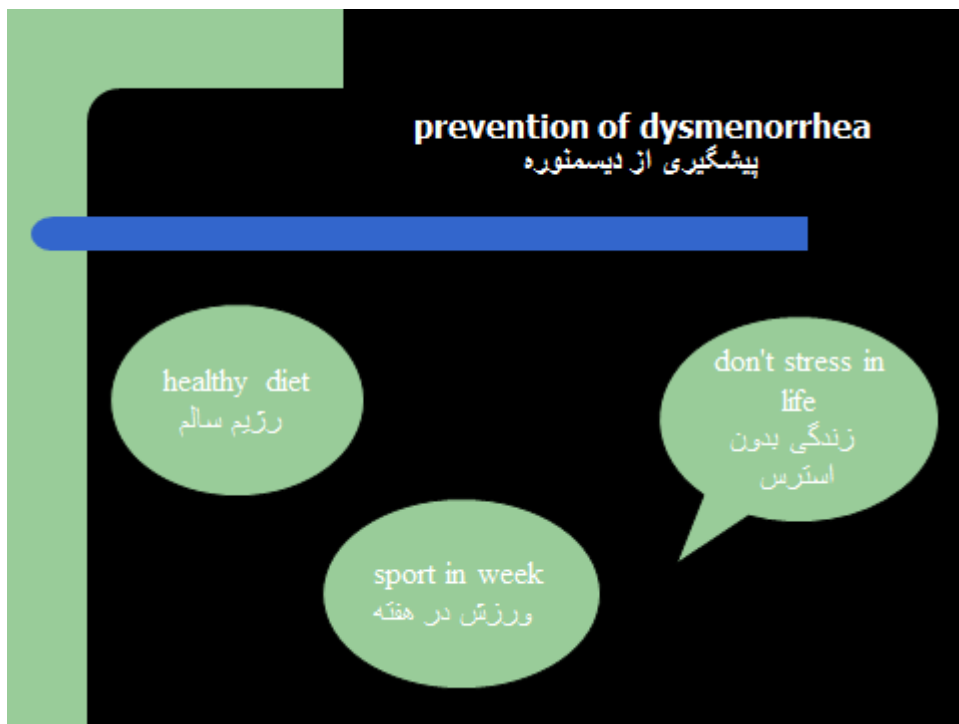 prevention of dysmenorrhea
پیشگیری از دیسمنوره
healthy diet
رژیم سالم
don't stress in
life
زندگی بدون
استرس
sport in week
ورزش در هفته